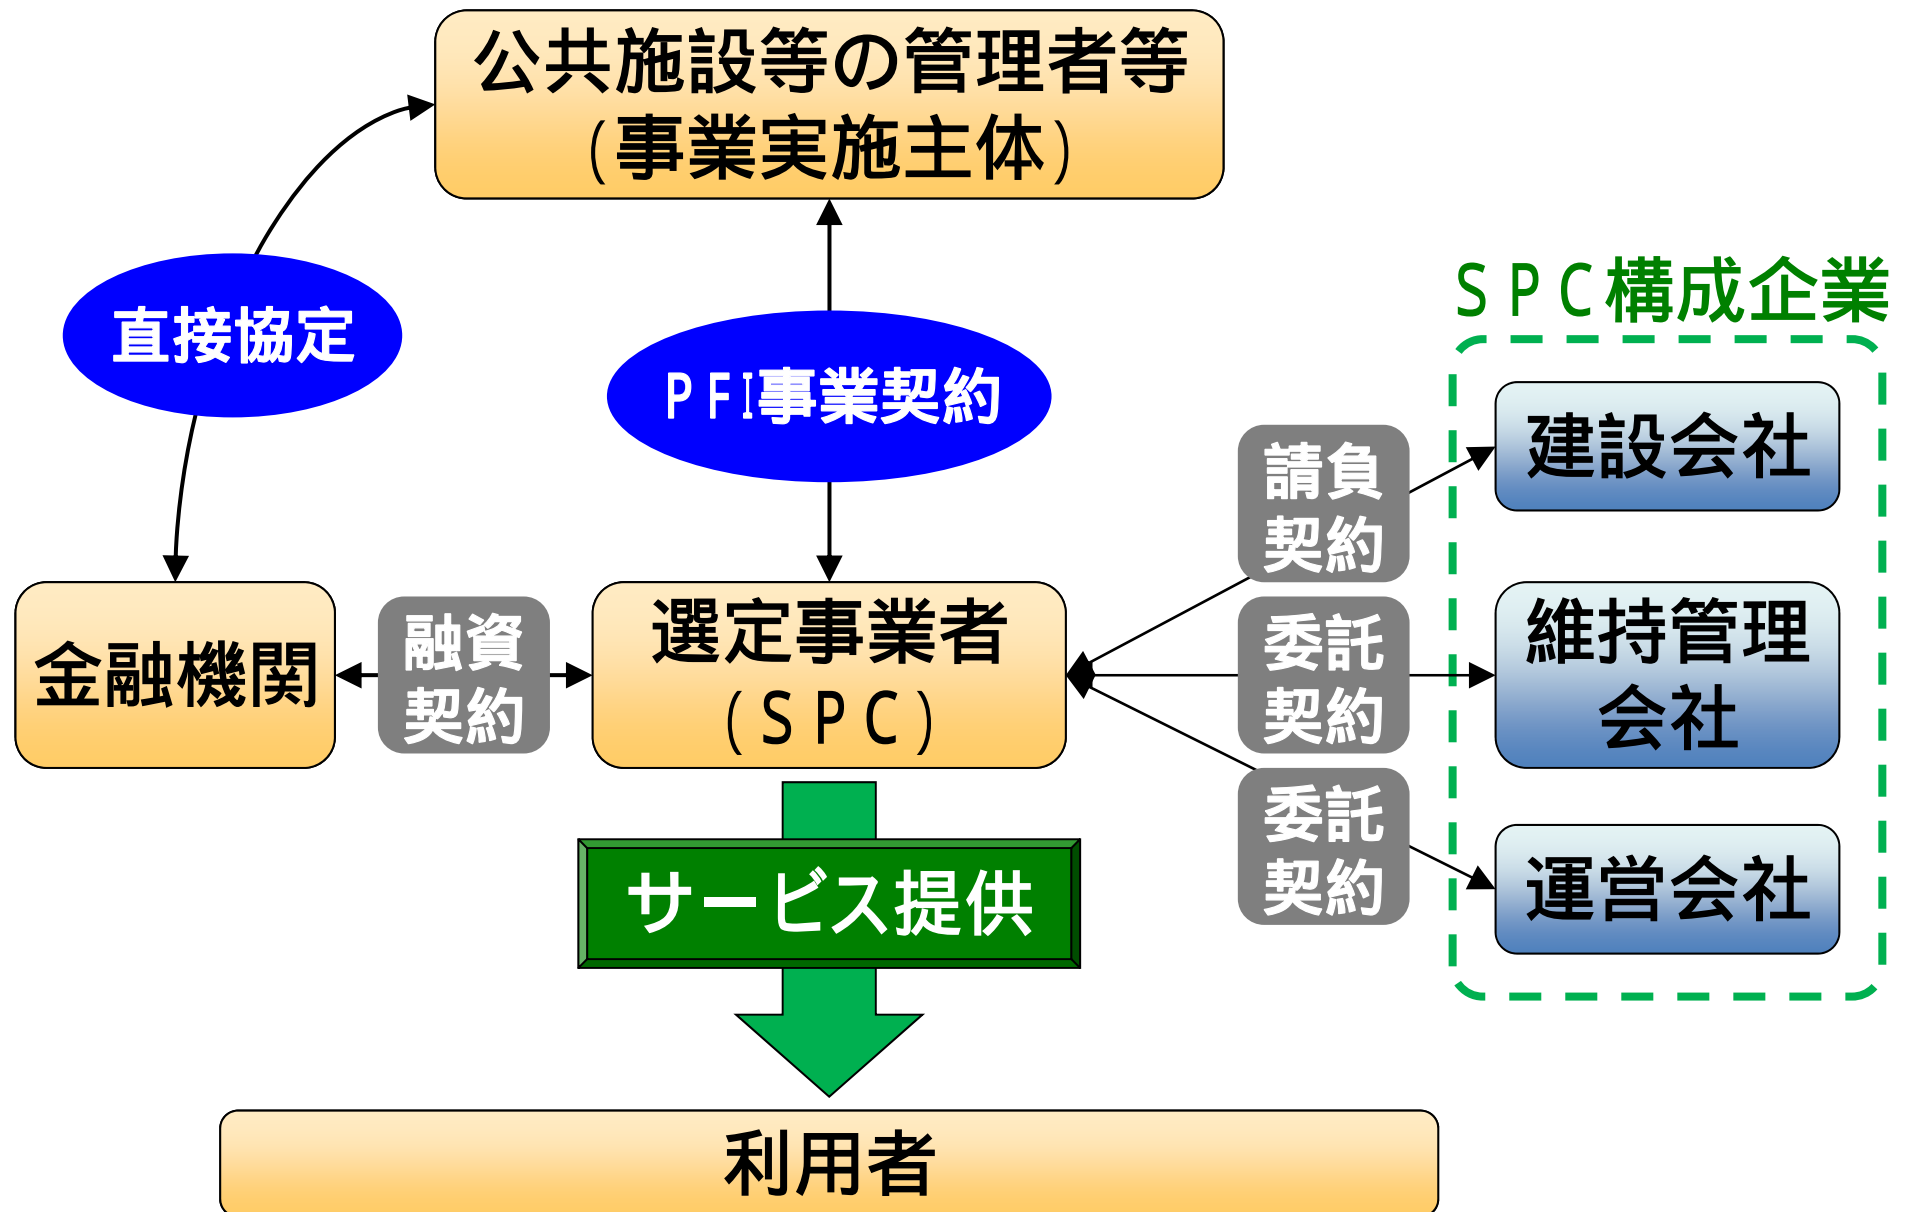 公共施設等の管理者等
(事業実施主体)
直接協定
PFI事業契約
SPC構成企業
建設会社
請負
契約
金融機関
融資
契約
選定事業者
(SPC)
委託
契約
維持管理
会社
委託
契約
運営会社
サービス提供
利用者